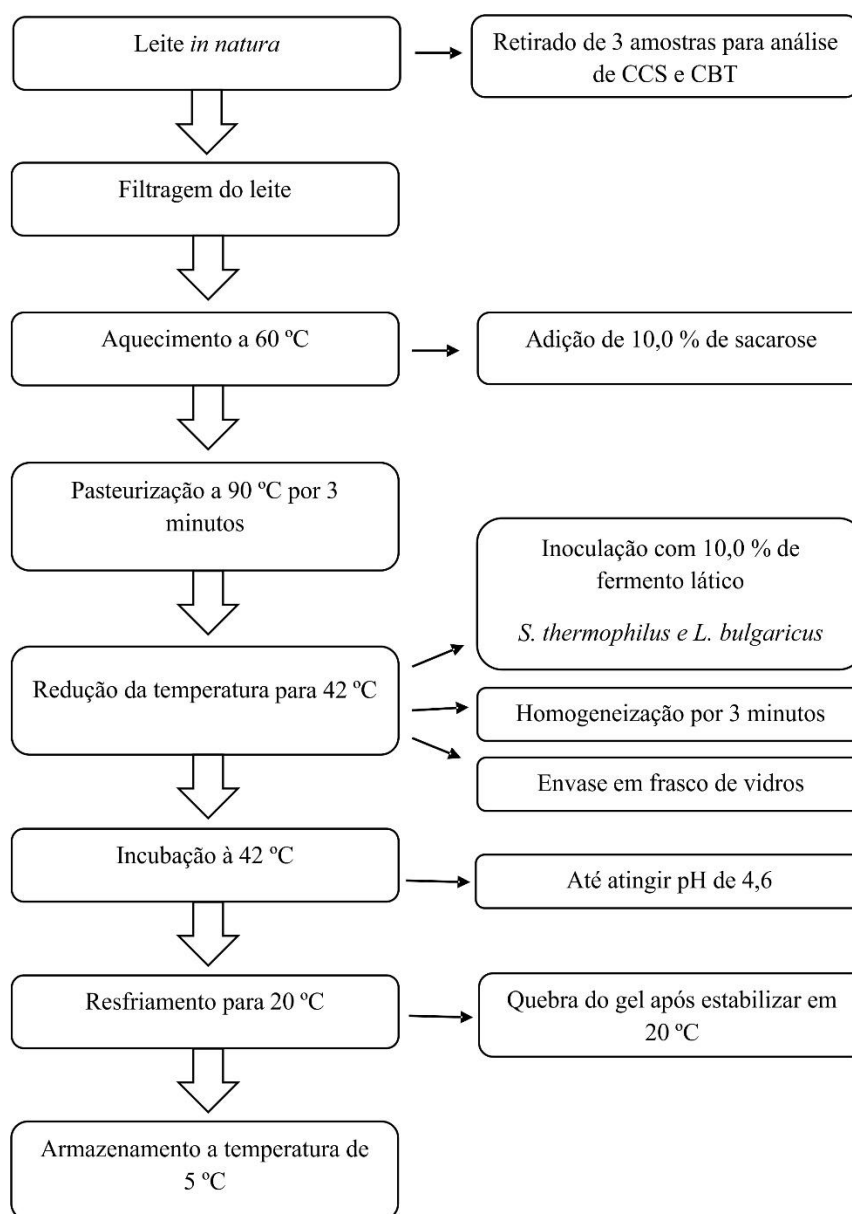 Leite in natura
Retirado de 3 amostras para análise
de CCS e CBT
Filtragem do leite
Aquecimento a 60 ºC
Adição de 10,0 % de sacarose
Pasteurização a 90 ºC por 3
minutos
Inoculação com 10,0 % de
fermento lático
S. thermophilus e L. bulgaricus
Redução da temperatura para 42 ºC
Homogeneização por 3 minutos
Envase em frasco de vidros
Incubação à 42 ºC
Até atingir pH de 4,6
Resfriamento para 20 ºC
Quebra do gel após estabilizar em
20 ºC
Armazenamento a temperatura de
5 ºC